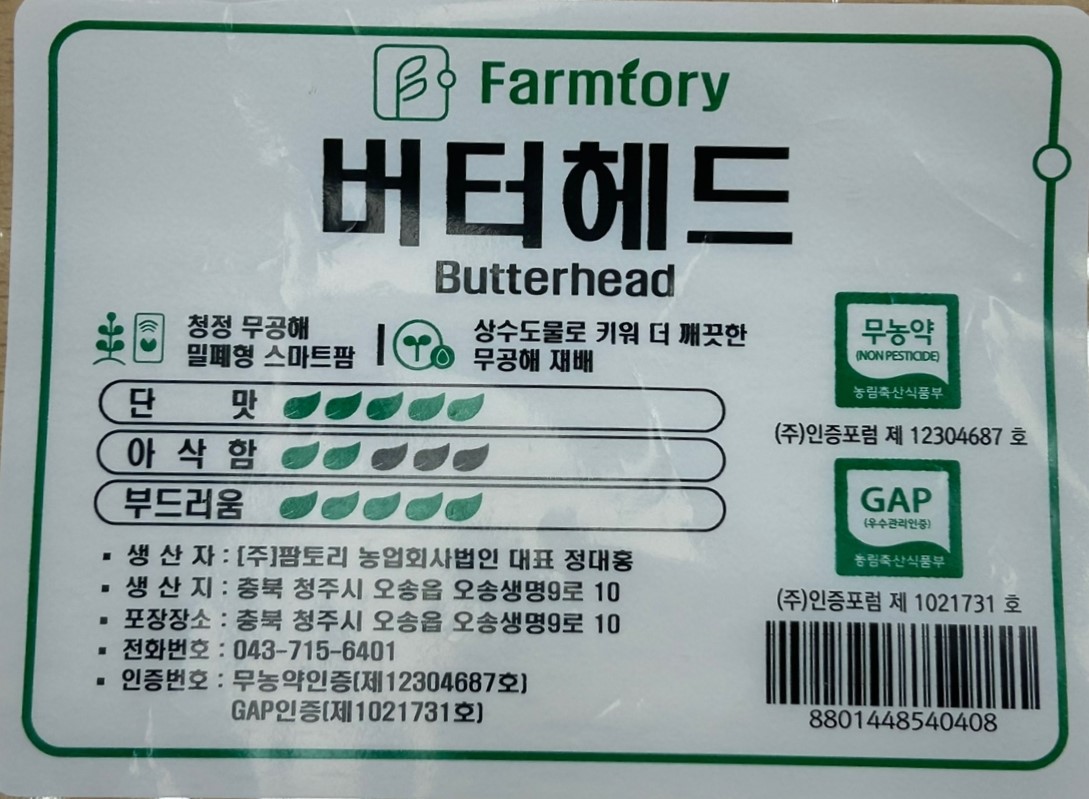 Farmtory
버터헤드
Butterhead
청정 무공해
밀폐형 스마트팜
상수도물로 키워 더 깨끗한
무공해 재배
단 맛
아 삭 함
부드러움
무농약
(NON PESTICIDE)
농림축산식품부
(주)인증포럼 제 12304687 호
GAP
(우수관리인증)
농림축산식품부
(주)인증포럼 제 1021731 호
▪ 생 산 자 : [주]팜토리 농업회사법인 대표 정대홍
▪ 생 산 지 : 충북 청주시 오송읍 오송생명9로 10
▪ 포장장소 : 충북 청주시 오송읍 오송생명9로 10
▪ 전화번호 : 043-715-6401
▪ 인증번호 : 무농약인증(제12304687호)
GAP인증(제1021731호)
8801448540408